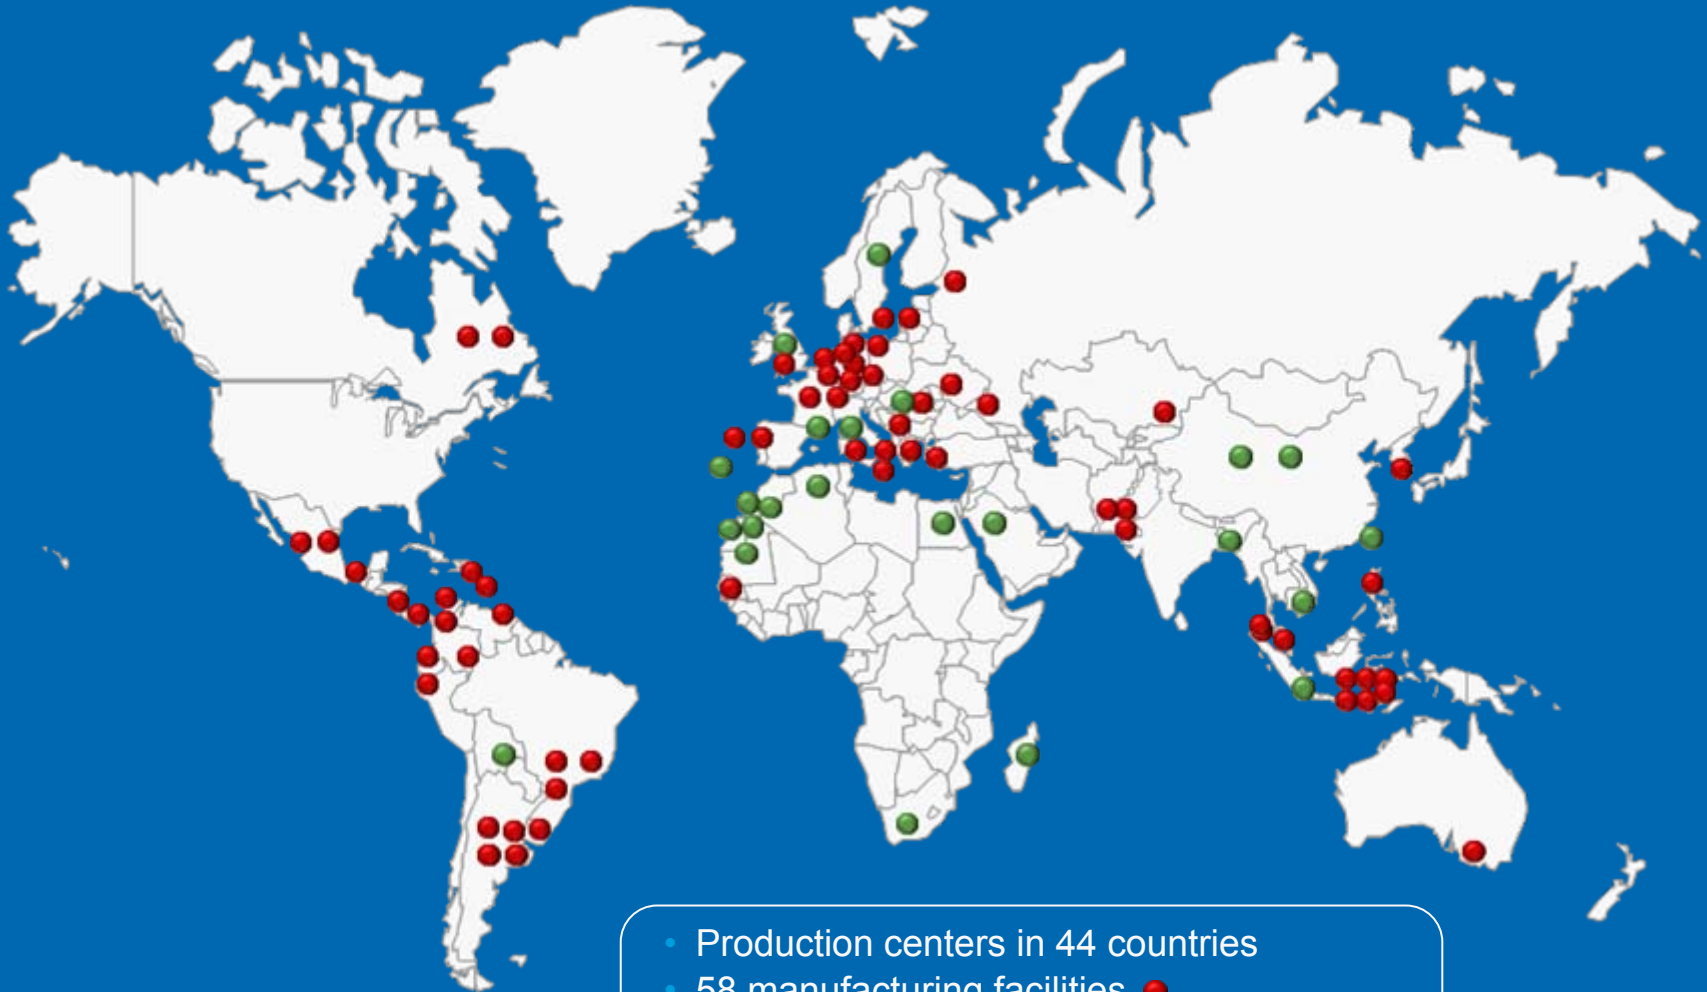 • Production centers in 44 countries
• 58 manufacturing facilities